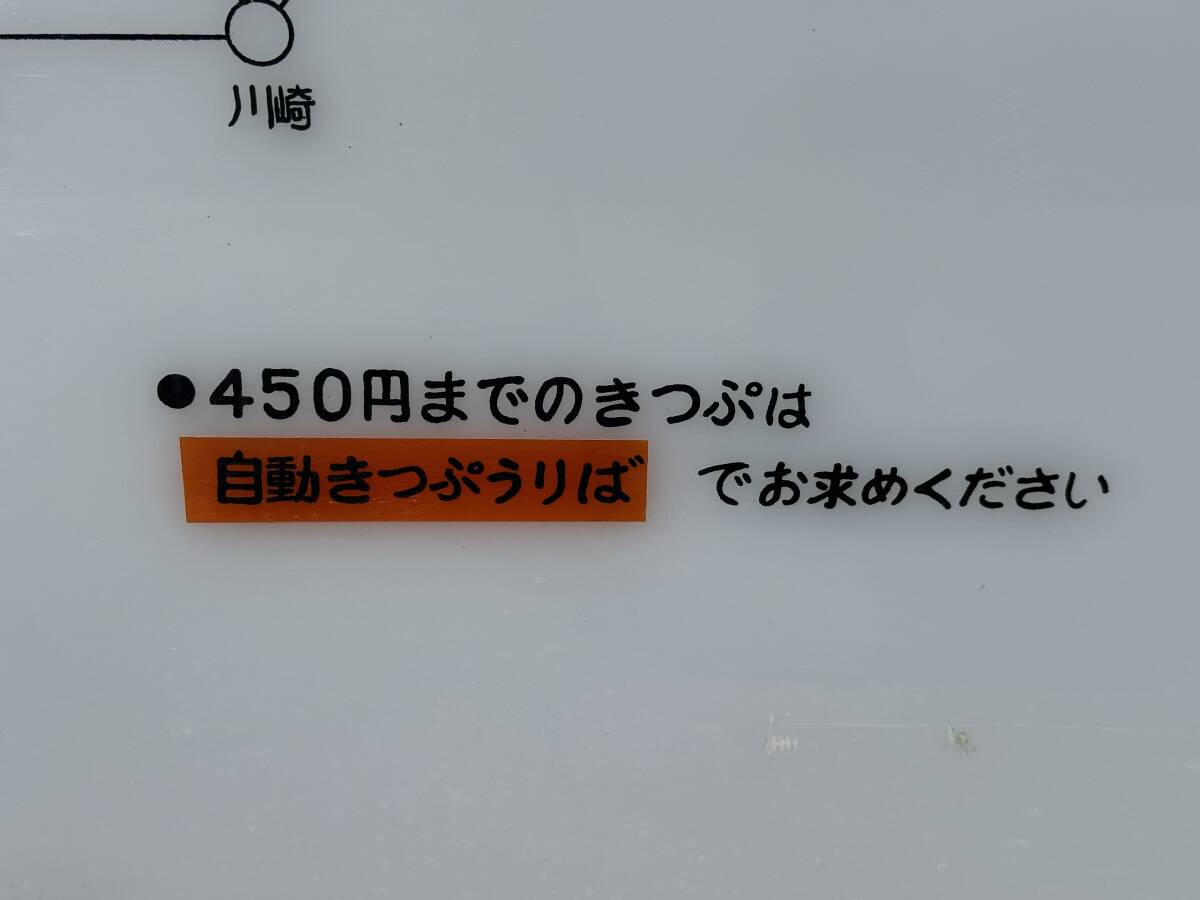 川崎
●450円までのきつぷは
自動きつぷうりば でお求めください